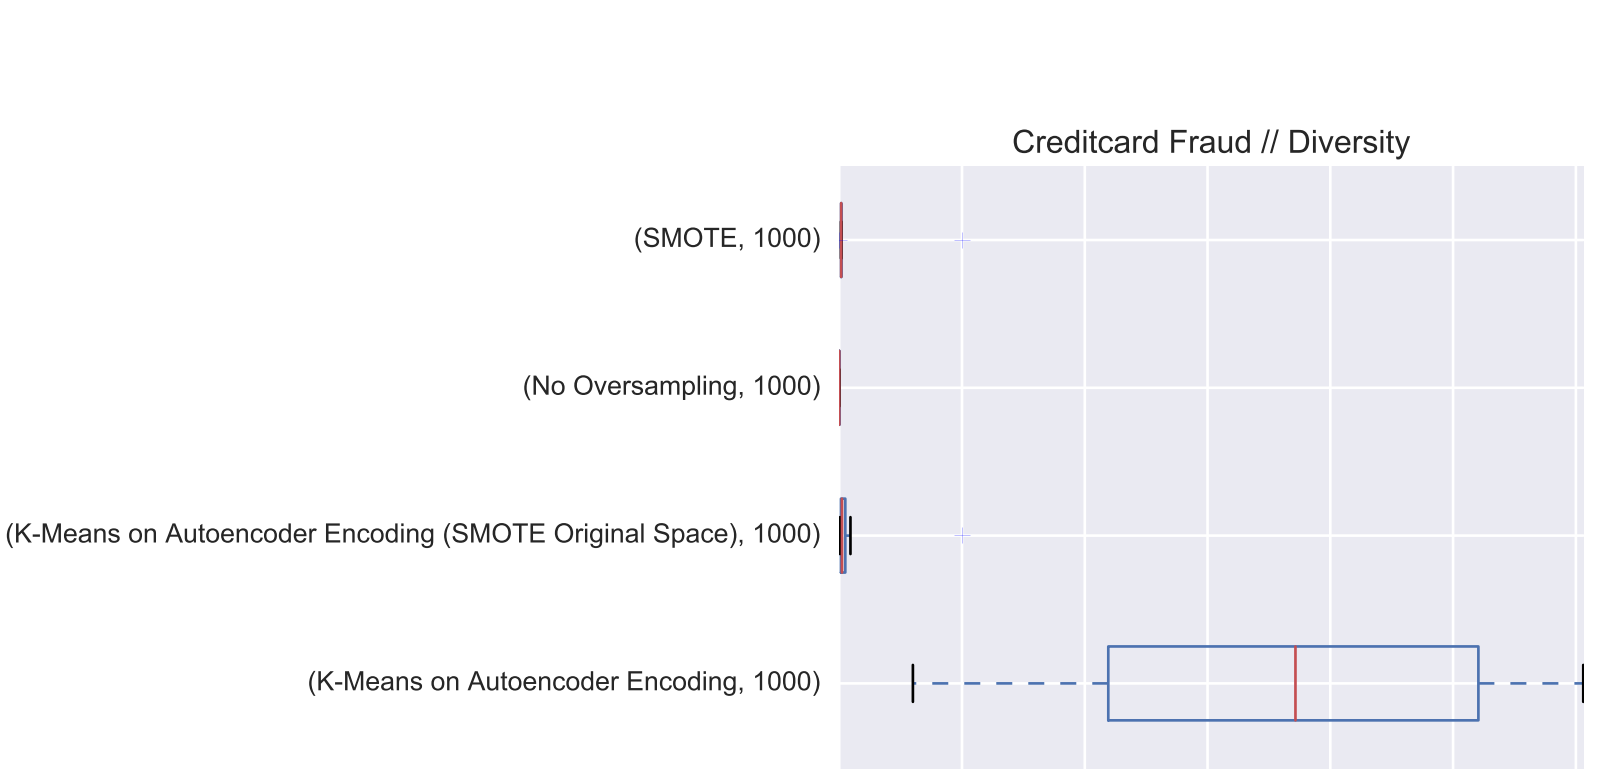 Creditcard Fraud // Diversity
(SMOTE, 1000)
(No Oversampling, 1000)
(K-Means on Autoencoder Encoding (SMOTE Original Space), 1000)
(K-Means on Autoencoder Encoding, 1000)